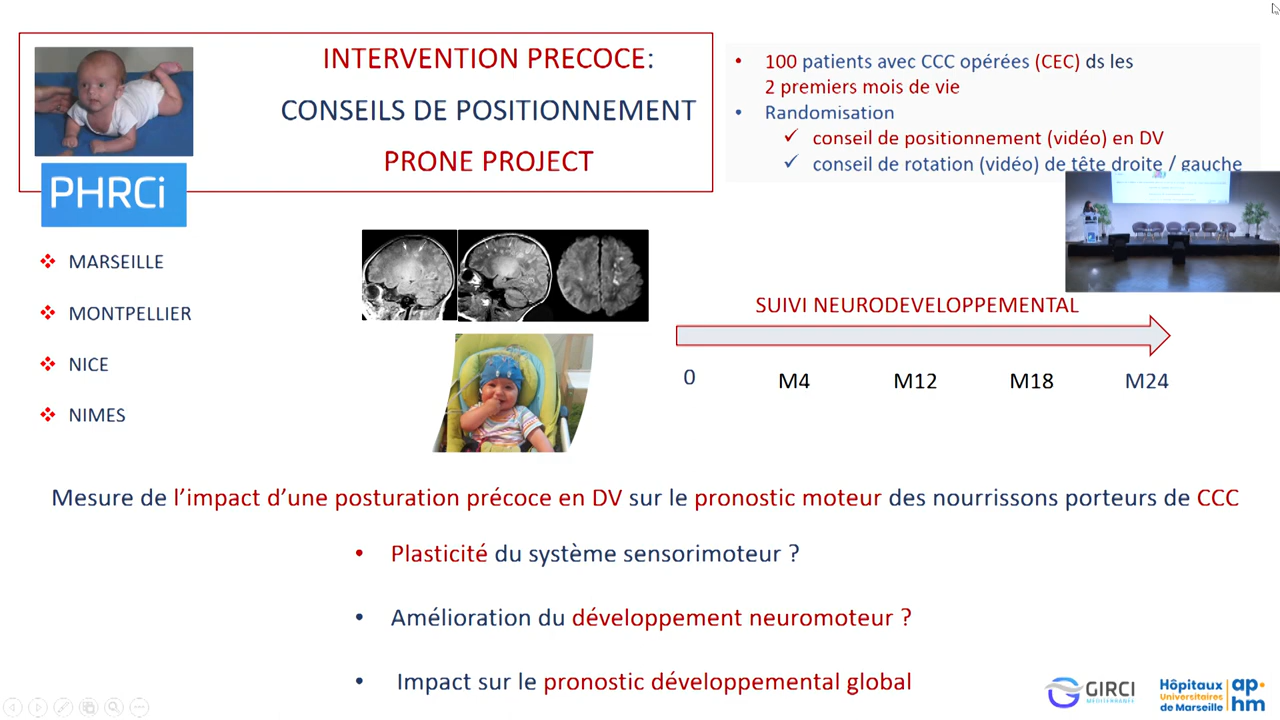 INTERVENTION PRECOCE:
CONSEILS DE POSITIONNEMENT
PRONE PROJECT
PHRCi
• 100 patients avec CCC opérées (CEC) ds les
2 premiers mois de vie
• Randomisation
✓ conseil de positionnement (vidéo) en DV
✓ conseil de rotation (vidéo) de tête droite / gauche
❖ MARSEILLE
❖ MONTPELLIER
❖ NICE
❖ NIMES
SUIVI NEURODEVELOPPEMENTAL
0 M4 M12 M18 M24
Mesure de l'impact d'une posturation précoce en DV sur le pronostic moteur des nourrissons porteurs de CCC
• Plasticité du système sensorimoteur ?
• Amélioration du développement neuromoteur ?
• Impact sur le pronostic développemental global
GIRCI
MÉDITERRANÉE
Hôpitaux
Universitaires
de Marseille
ap•
hm